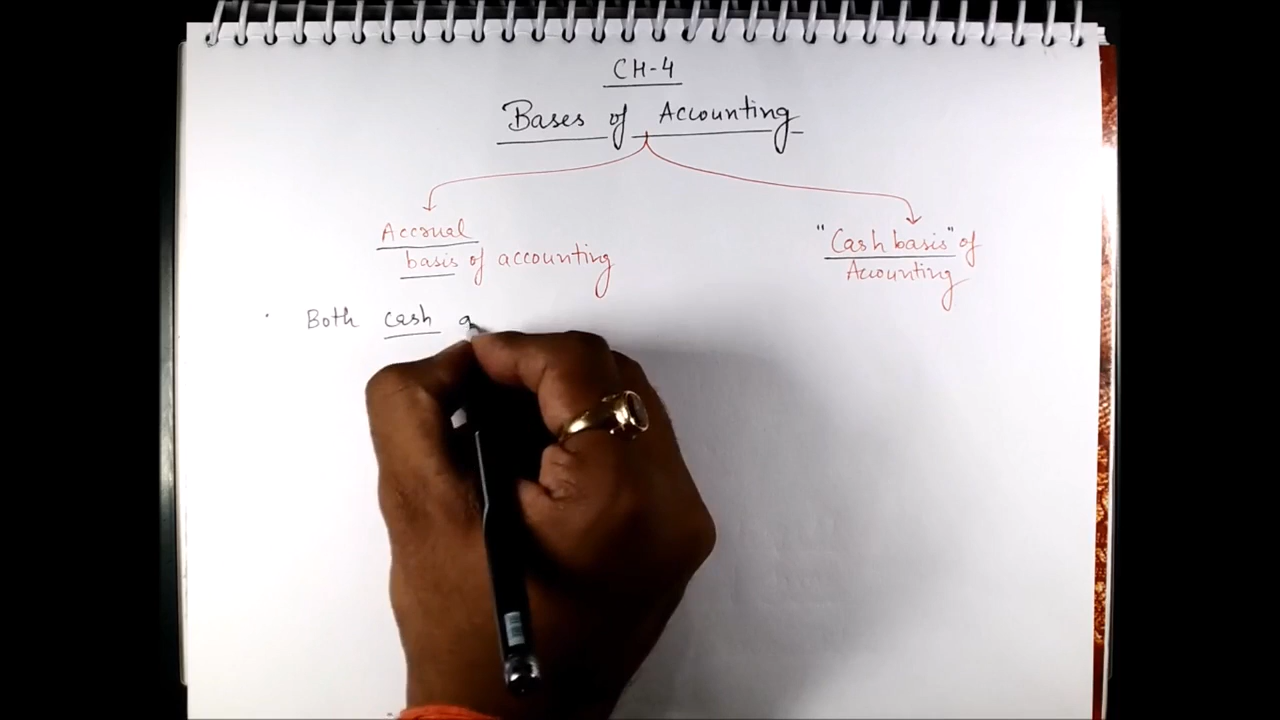 CH-4
Bases of Accounting
Accrual
basis of accounting
"Cash basis" of
Accounting
· Both cash a